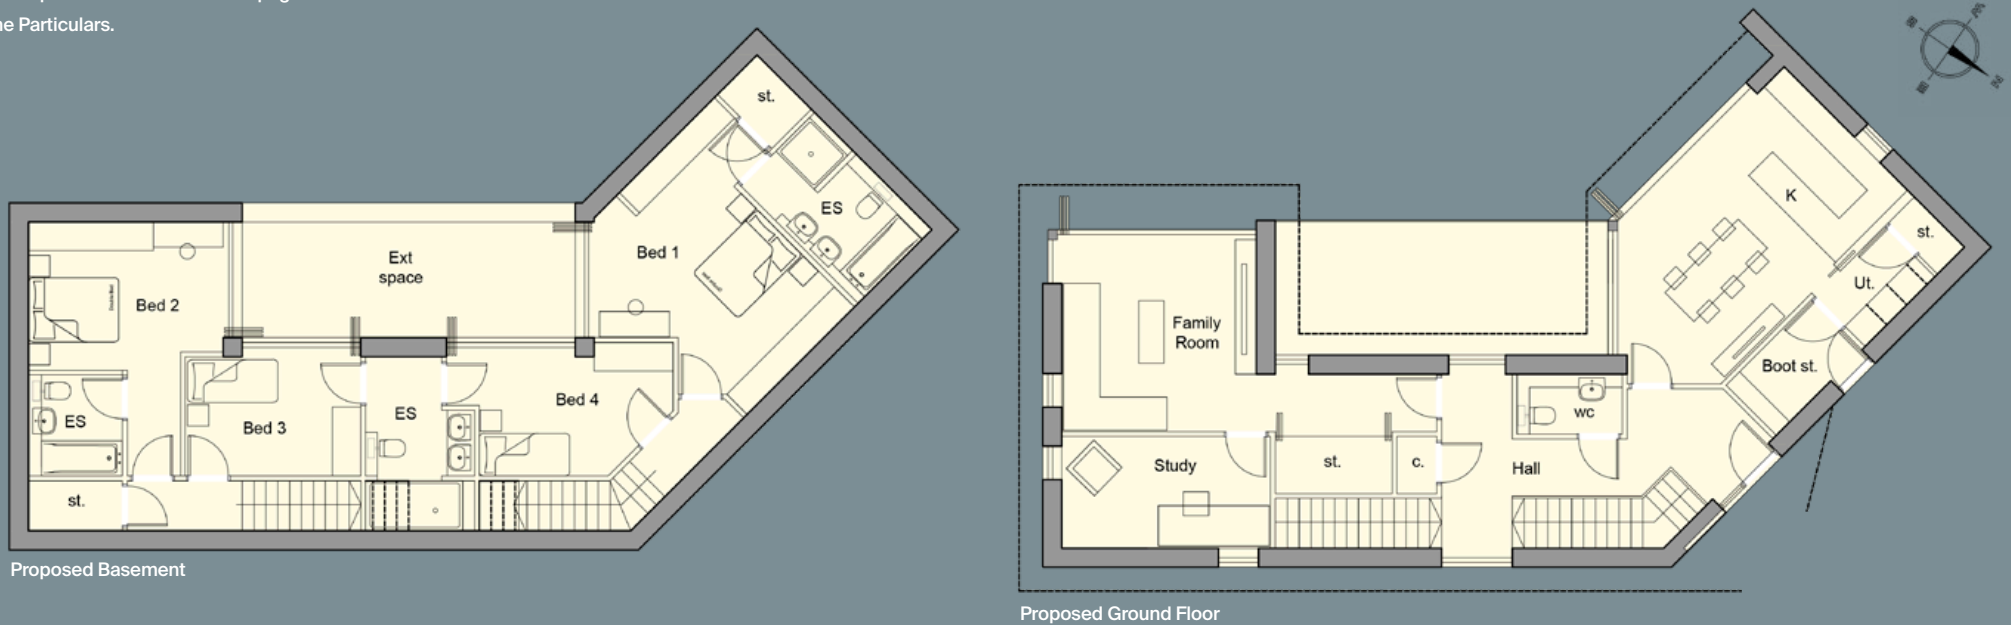 ne Particulars.
st.
ES
Bed 1
Ext
space
Bed 2
ES
Bed 3
ES
Bed 4
st.
Proposed Basement
N
K
st.
Ut.
Family
Room
Boot st.
wc
Study
st.
c.
Hall
Proposed Ground Floor